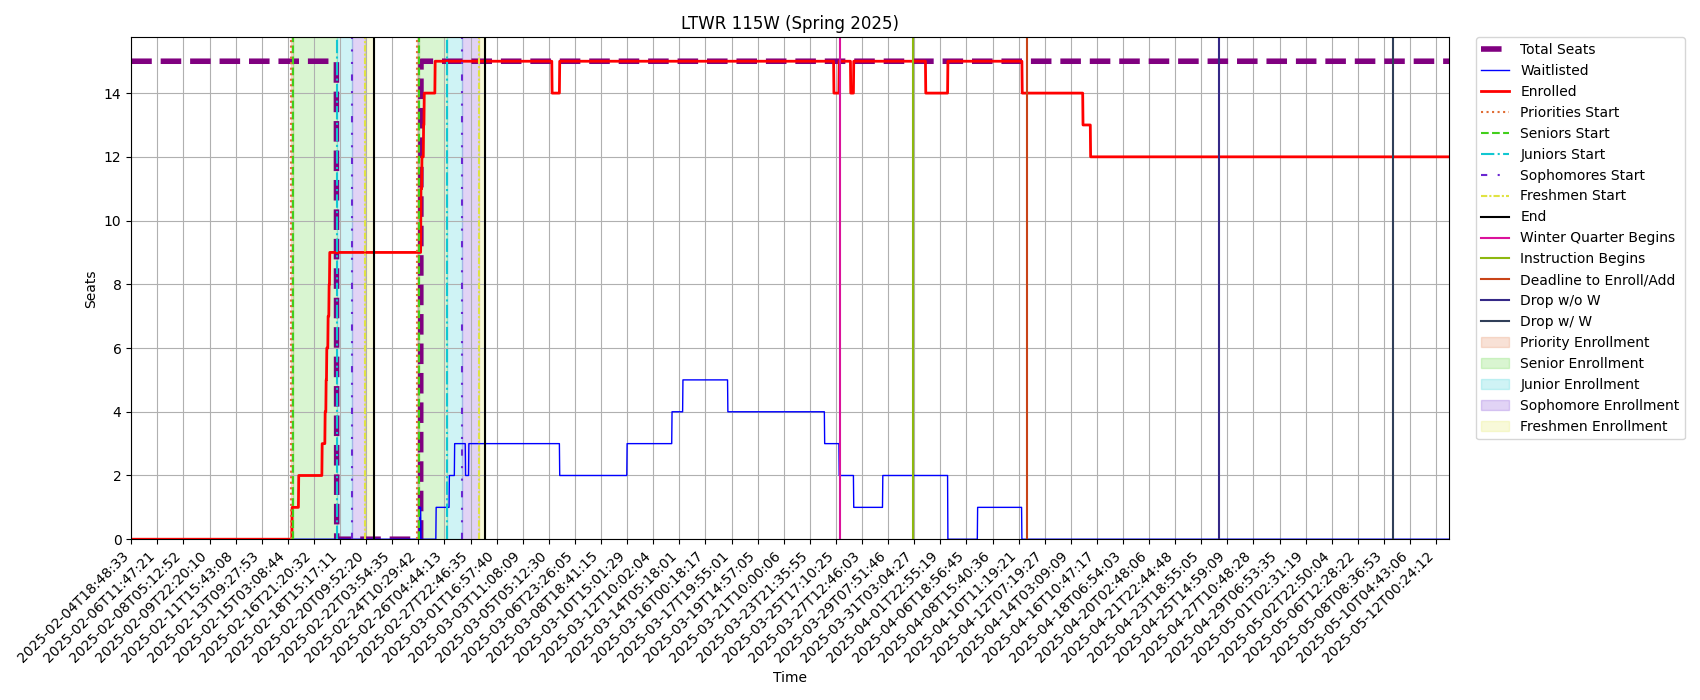 LTWR 115W (Spring 2025)
Seats
14
12
10
8
6
4
2
0
2025-02-04T18:48:33
2025-02-06T11:47:21
2025-02-08T05:12:52
2025-02-09T22:20:10
2025-02-11T15:43:08
2025-02-13T09:27:53
2025-02-15T03:08:44
2025-02-16T21:20:32
2025-02-18T15:17:11
2025-02-20T09:52:20
2025-02-22T03:54:35
2025-02-24T10:29:42
2025-02-26T04:44:13
2025-02-27T22:46:35
2025-03-01T16:57:40
2025-03-03T11:08:09
2025-03-05T05:12:30
2025-03-06T23:26:05
2025-03-08T18:41:15
2025-03-10T15:01:29
2025-03-12T10:02:04
2025-03-14T05:18:01
2025-03-16T00:18:17
2025-03-17T19:55:01
2025-03-19T14:57:05
2025-03-21T10:00:06
2025-03-23T21:35:55
2025-03-25T17:10:25
2025-03-27T12:46:03
2025-03-29T07:51:46
2025-03-31T03:04:27
2025-04-01T22:55:19
2025-04-06T18:56:45
2025-04-08T15:40:36
2025-04-10T11:19:21
2025-04-12T07:19:27
2025-04-14T03:09:09
2025-04-16T10:47:17
2025-04-18T06:54:03
2025-04-20T02:48:06
2025-04-21T22:44:48
2025-04-23T18:55:05
2025-04-25T14:59:09
2025-04-27T10:48:28
2025-04-29T06:53:35
2025-05-01T02:31:19
2025-05-02T22:50:04
2025-05-06T12:28:22
2025-05-08T08:36:53
2025-05-10T04:43:06
2025-05-12T00:24:12
Time
Total Seats
Waitlisted
Enrolled
Priorities Start
Seniors Start
Juniors Start
Sophomores Start
Freshmen Start
End
Winter Quarter Begins
Instruction Begins
Deadline to Enroll/Add
Drop w/o W
Drop w/ W
Priority Enrollment
Senior Enrollment
Junior Enrollment
Sophomore Enrollment
Freshmen Enrollment